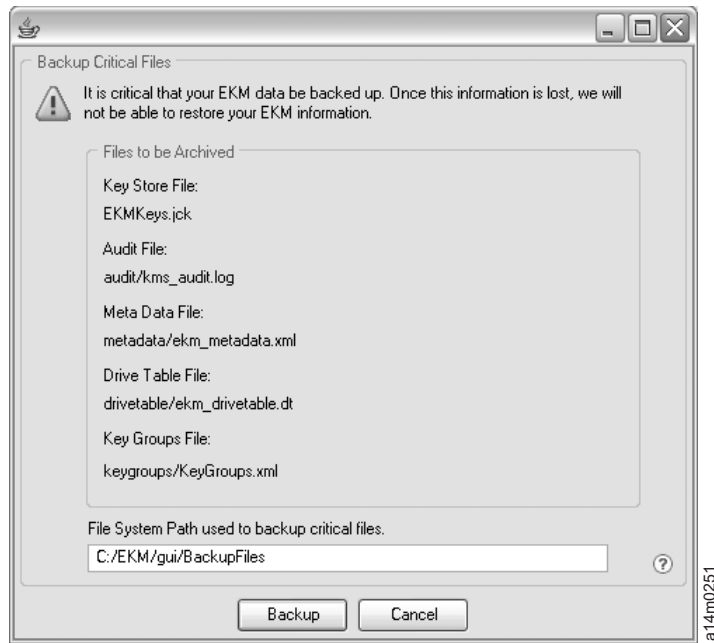 Backup Critical Files
It is critical that your EKM data be backed up. Once this information is lost, we will
not be able to restore your EKM information.
Files to be Archived
Key Store File:
EKMKeys.jck
Audit File:
audit/kms_audit.log
Meta Data File:
metadata/ekm_metadata.xml
Drive Table File:
drivetable/ekm_drivetable.dt
Key Groups File:
keygroups/KeyGroups.xml
File System Path used to backup critical files.
C:/EKM/gui/BackupFiles
?
Backup Cancel
a14m0251